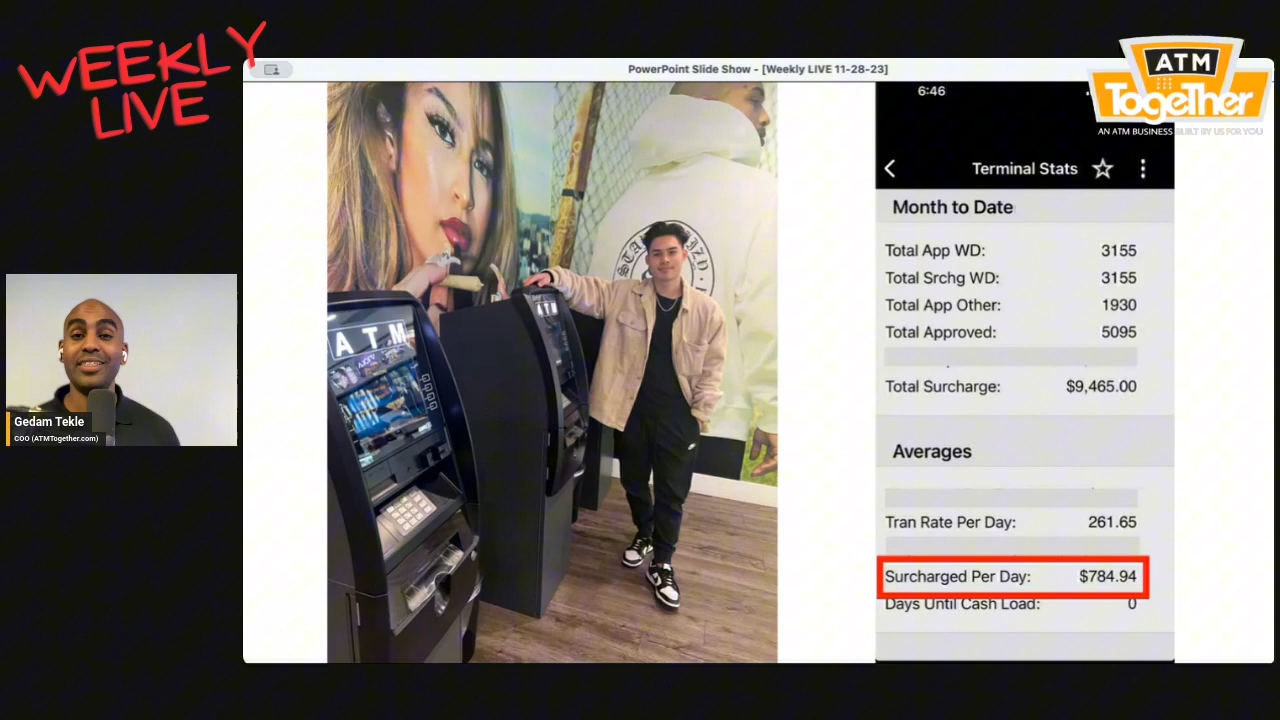 WEEKLY
LIVE
PowerPoint Slide Show - [Weekly LIVE 11-28-23]
ATM
Together
AN ATM BUSINESS BUILT BY US FOR YOU
6:46
Terminal Stats
Month to Date
Total App WD: 3155
Total Srchg WD: 3155
Total App Other: 1930
Total Approved: 5095
Total Surcharge: $9,465.00
Averages
Tran Rate Per Day: 261.65
Surcharged Per Day: $784.94
Days Until Cash Load: 0
ATM
ATM
Gedam Tekle
COO (ATMTogether.com)